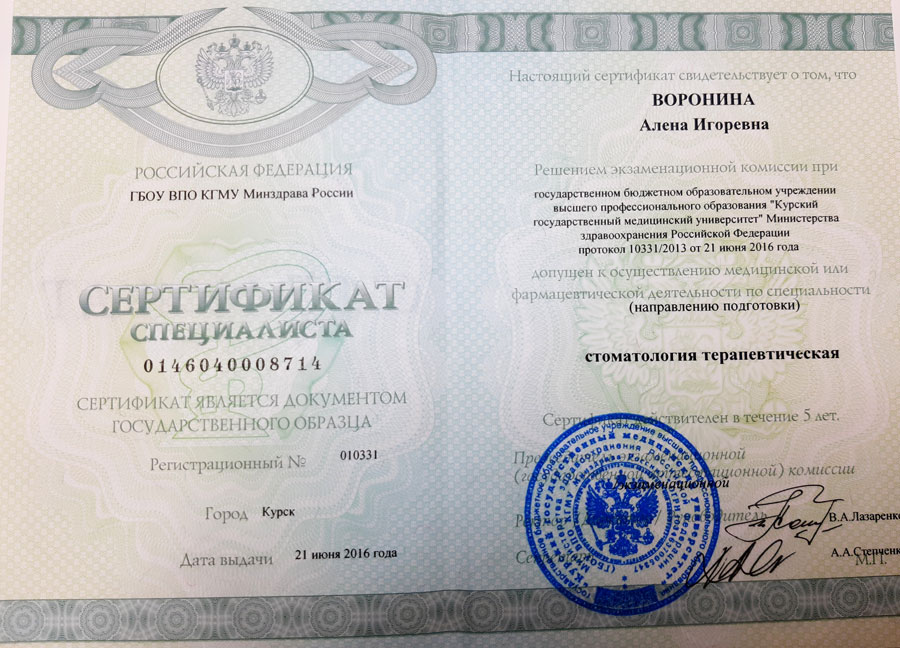 РОССИЙСКАЯ ФЕДЕРАЦИЯ
ГБОУ ВПО КГМУ Минздрава России
СЕРТИФИКАТ
СПЕЦИАЛИСТА
0146040008714
СЕРТИФИКАТ ЯВЛЯЕТСЯ ДОКУМЕНТОМ
ГОСУДАРСТВЕННОГО ОБРАЗЦА
Регистрационный № 010331
Город Курск
Дата выдачи 21 июня 2016 года
Настоящий сертификат свидетельствует о том, что
ВОРОНИНА
Алена Игоревна
Решением экзаменационной комиссии при
государственном бюджетном образовательном учреждении
высшего профессионального образования "Курский
государственный медицинский университет" Министерства
здравоохранения Российской Федерации
протокол 10331/2013 от 21 июня 2016 года
допущен к осуществлению медицинской или
фармацевтической деятельности по специальности
(направлению подготовки)
стоматология терапевтическая
действителен в течение 5 лет.
комиссии
экзаменационной
В.А.Лазаренко
А.А.Степченко
М.П.